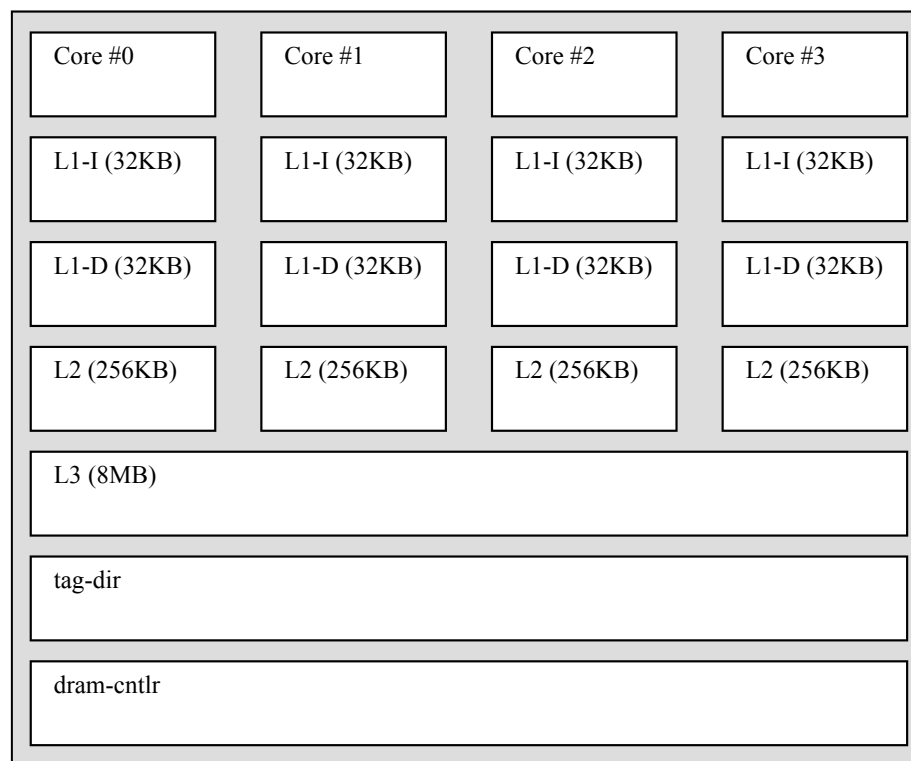 Core #0
Core #1
Core #2
Core #3
L1-I (32KB)
L1-I (32KB)
L1-I (32KB)
L1-I (32KB)
L1-D (32KB)
L1-D (32KB)
L1-D (32KB)
L1-D (32KB)
L2 (256KB)
L2 (256KB)
L2 (256KB)
L2 (256KB)
L3 (8MB)
tag-dir
dram-cntlr